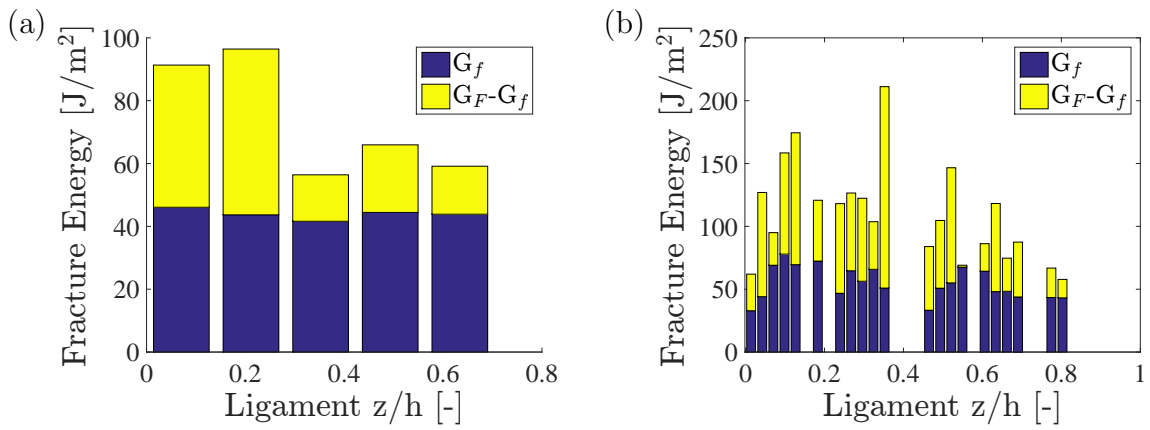 (a)
Fracture Energy [J/m²]
100
80
60
40
20
0
0 0.2 0.4 0.6 0.8
Ligament z/h [-]
G_f
G_F-G_f
(b)
Fracture Energy [J/m²]
250
200
150
100
50
0
0 0.2 0.4 0.6 0.8 1
Ligament z/h [-]
G_f
G_F-G_f